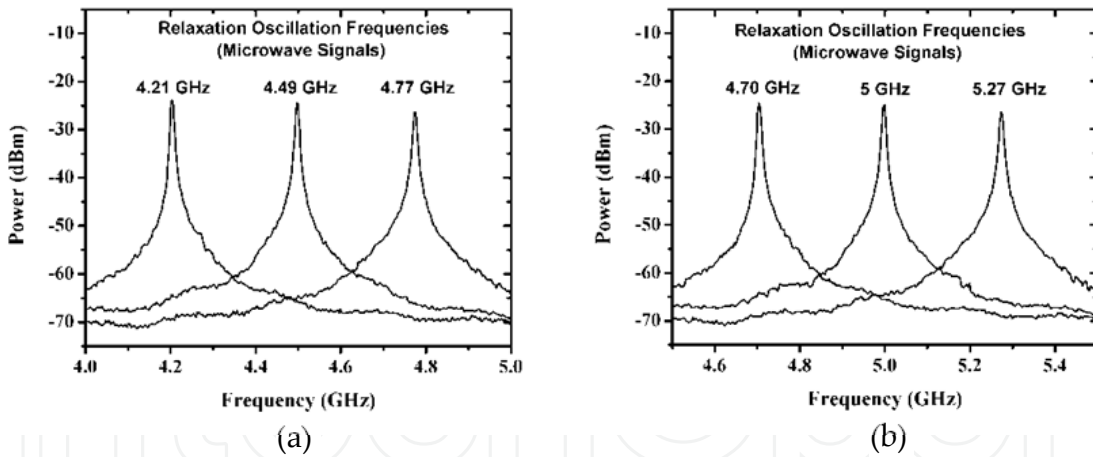 Relaxation Oscillation Frequencies
(Microwave Signals)
4.21 GHz 4.49 GHz 4.77 GHz
-10
-20
-30
-40
-50
-60
-70
Power (dBm)
4.0 4.2 4.4 4.6 4.8 5.0
Frequency (GHz)
(a)
Relaxation Oscillation Frequencies
(Microwave Signals)
4.70 GHz 5 GHz 5.27 GHz
-10
-20
-30
-40
-50
-60
-70
Power (dBm)
4.6 4.8 5.0 5.2 5.4
Frequency (GHz)
(b)